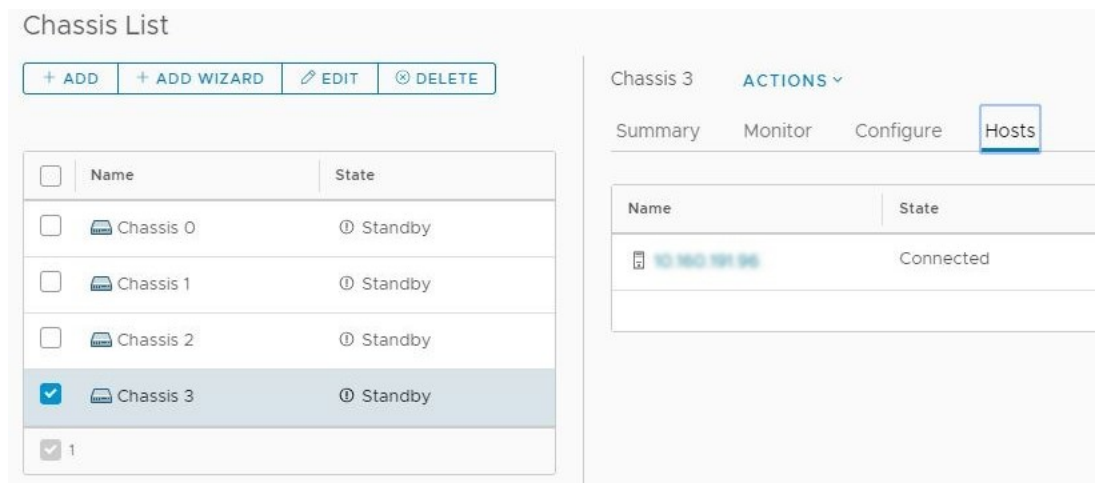 Chassis List
+ ADD
+ ADD WIZARD
EDIT
DELETE
Name
State
Chassis 0
Standby
Chassis 1
Standby
Chassis 2
Standby
Chassis 3
Standby
1
Chassis 3
ACTIONS
Summary
Monitor
Configure
Hosts
Name
State
Connected